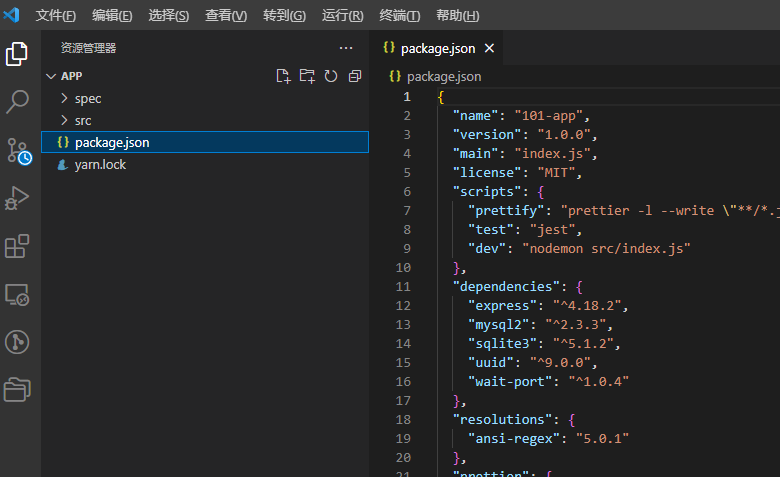 文件(F) 编辑(E) 选择(S) 查看(V) 转到(G) 运行(R) 终端(T) 帮助(H)
资源管理器 ...
APP
spec
src
{} package.json
yarn.lock
{} package.json ×
{} package.json
1 {
2 "name": "101-app",
3 "version": "1.0.0",
4 "main": "index.js",
5 "license": "MIT",
6 "scripts": {
7 "prettify": "prettier -l --write \"**/*.j
8 "test": "jest",
9 "dev": "nodemon src/index.js"
10 },
11 "dependencies": {
12 "express": "^4.18.2",
13 "mysql2": "^2.3.3",
14 "sqlite3": "^5.1.2",
15 "uuid": "^9.0.0",
16 "wait-port": "^1.0.4"
17 },
18 "resolutions": {
19 "ansi-regex": "5.0.1"
20 },
21 "prettier": {